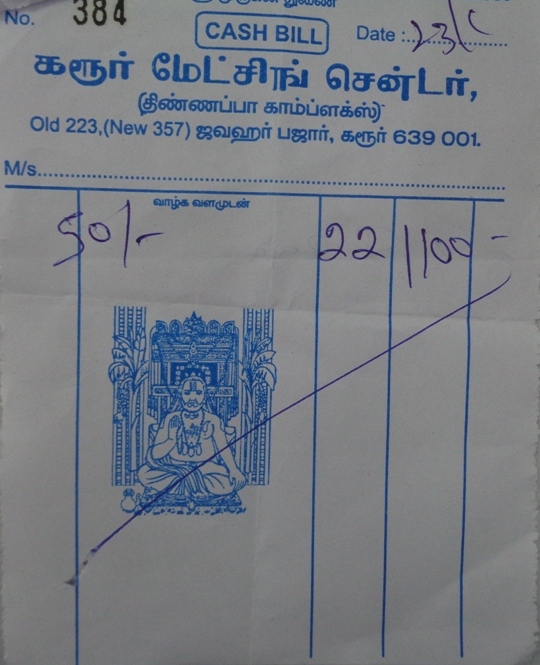 No. 384
CASH BILL
Date : 23/
கரூர் மேட்சிங் சென்டர்,
(திண்ணப்பா காம்ப்ளக்ஸ்)
Old 223,(New 357) ஜவஹர் பஜார், கரூர் 639 001.
M/s.
வாழ்க வளமுடன்
50/- 22 1100 -